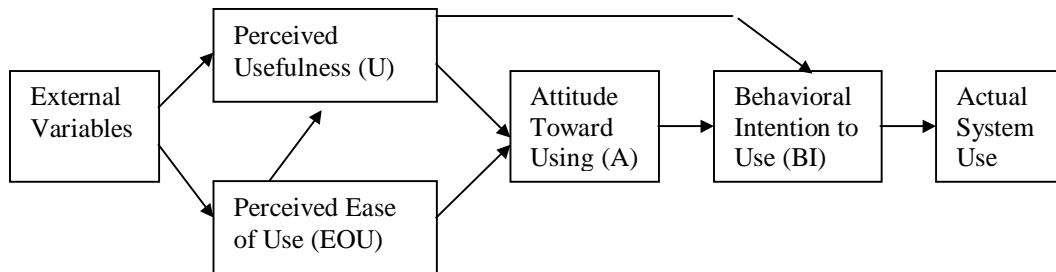 External
Variables
Perceived
Usefulness (U)
Perceived Ease
of Use (EOU)
Attitude
Toward
Using (A)
Behavioral
Intention to
Use (BI)
Actual
System
Use